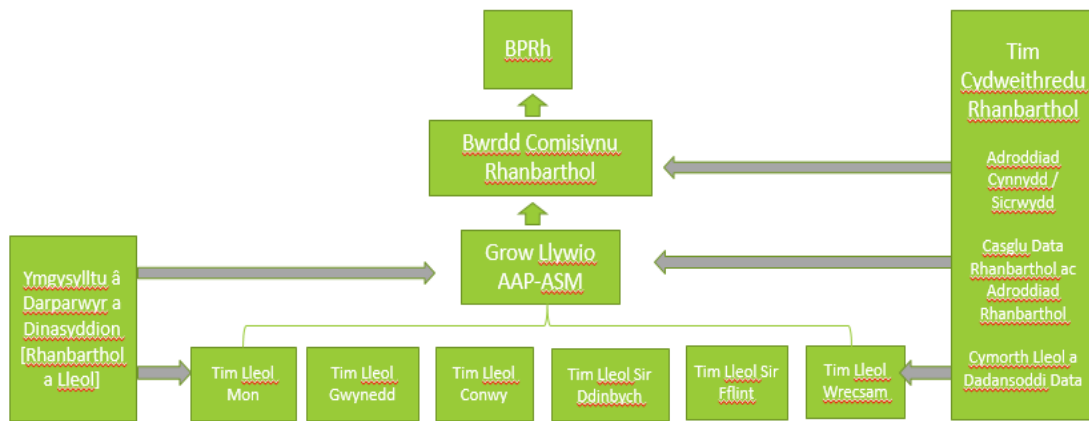 BPRh
Bwrdd Comisiynu
Rhanbarthol
Grow Llywio
AAP-ASM
Ymgysylltu â
Darparwyr a
Dinasyddion
[Rhanbarthol
a Lleol]
Tim Lleol
Mon
Tim Lleol
Gwynedd
Tim Lleol
Conwy
Tim Lleol Sir
Ddinbych
Tim Lleol Sir
Fflint
Tim Lleol
Wrecsam
Tim
Cydweithredu
Rhanbarthol
Adroddiad
Cynnydd /
Sicrwydd
Casglu Data
Rhanbarthol ac
Adroddiad
Rhanbarthol
Cymorth Lleol a
Dadansoddi Data